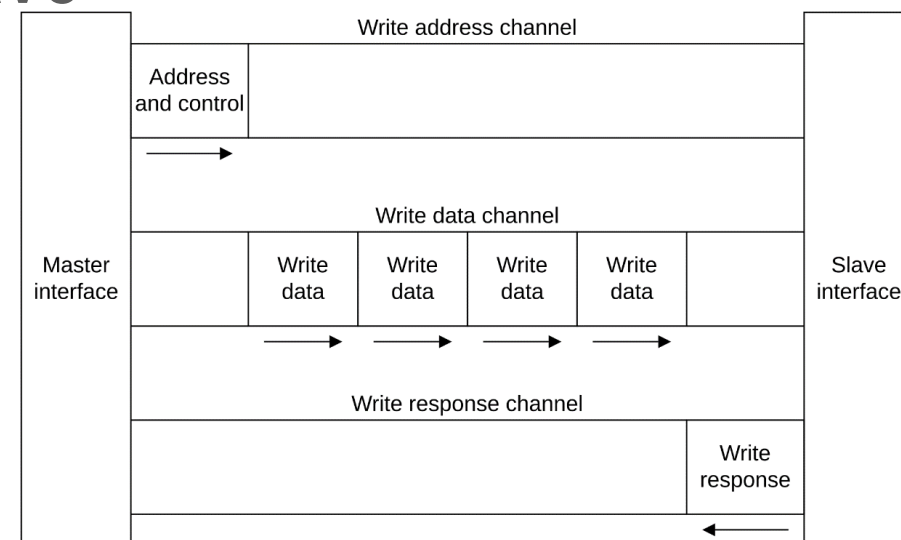 Write address channel
Address
and control
Write data channel
Master
interface
Write
data
Write
data
Write
data
Write
data
Slave
interface
Write response channel
Write
response